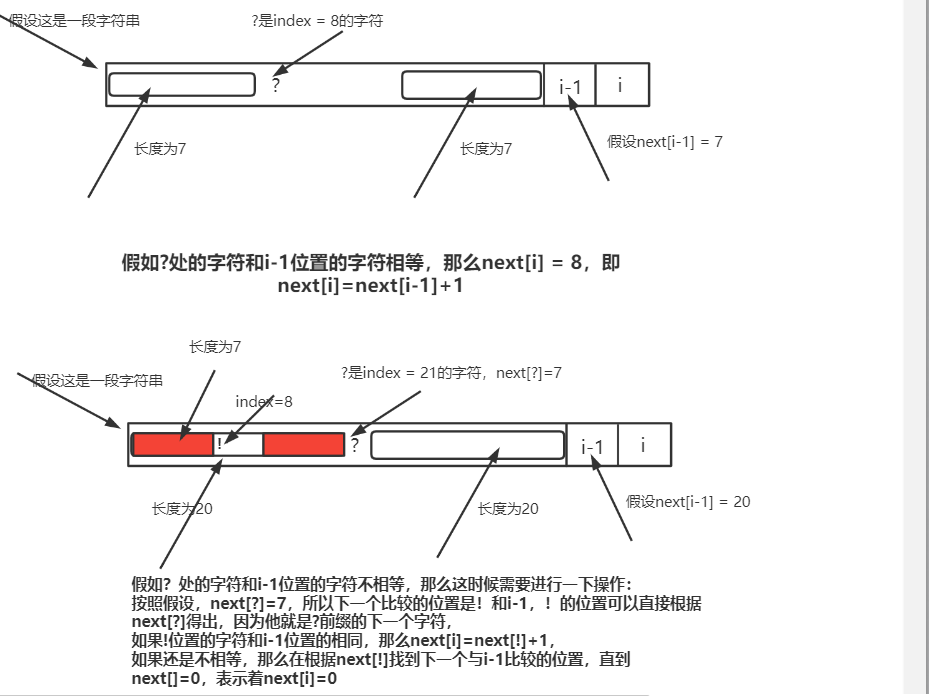 假设这是一段字符串
?是index = 8的字符
?
i-1
i
长度为7
长度为7
假设next[i-1] = 7
假如?处的字符和i-1位置的字符相等，那么next[i] = 8，即
next[i]=next[i-1]+1
长度为7
假设这是一段字符串
?是index = 21的字符，next[?]=7
index=8
!
?
i-1
i
长度为20
长度为20
假设next[i-1] = 20
假如？处的字符和i-1位置的字符不相等，那么这时候需要进行一下操作：
按照假设，next[?]=7，所以下一个比较的位置是！和i-1，！的位置可以直接根据
next[?]得出，因为他就是?前缀的下一个字符，
如果!位置的字符和i-1位置的相同，那么next[i]=next[!]+1，
如果还是不相等，那么在根据next[!]找到下一个与i-1比较的位置，直到
next[]=0，表示着next[i]=0